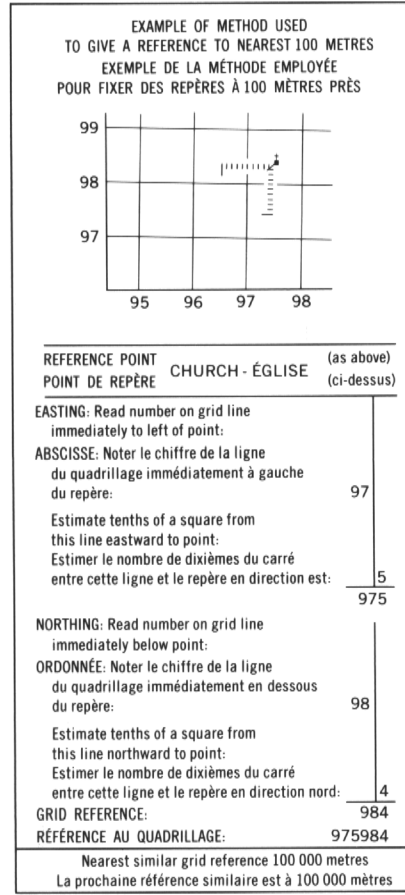 EXAMPLE OF METHOD USED
TO GIVE A REFERENCE TO NEAREST 100 METRES
EXEMPLE DE LA MÉTHODE EMPLOYÉE
POUR FIXER DES REPÈRES À 100 MÈTRES PRÈS
99
98
97
95 96 97 98
REFERENCE POINT
POINT DE REPÈRE
CHURCH - ÉGLISE
(as above)
(ci-dessus)
EASTING: Read number on grid line
immediately to left of point:
ABSCISSE: Noter le chiffre de la ligne
du quadrillage immédiatement à gauche
du repère: 97
Estimate tenths of a square from
this line eastward to point:
Estimer le nombre de dixièmes du carré
entre cette ligne et le repère en direction est: 5
975
NORTHING: Read number on grid line
immediately below point:
ORDONNÉE: Noter le chiffre de la ligne
du quadrillage immédiatement en dessous
du repère: 98
Estimate tenths of a square from
this line northward to point:
Estimer le nombre de dixièmes du carré
entre cette ligne et le repère en direction nord: 4
GRID REFERENCE: 984
RÉFÉRENCE AU QUADRILLAGE: 975984
Nearest similar grid reference 100 000 metres
La prochaine référence similaire est à 100 000 mètres